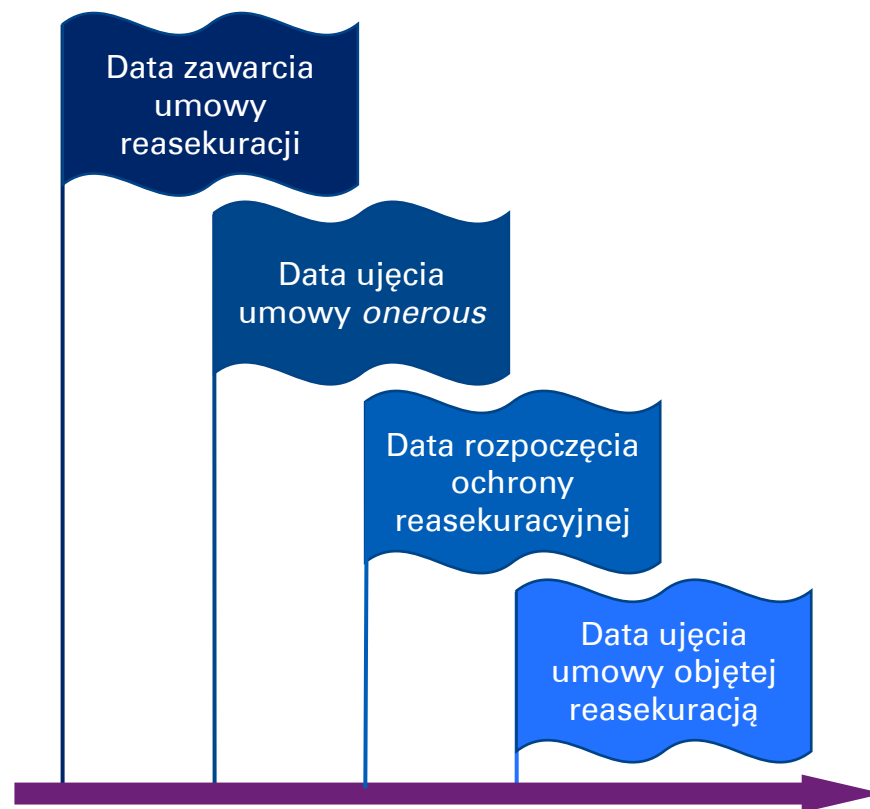 Data zawarcia
umowy
reasekuracji
Data ujęcia
umowy onerous
Data rozpoczęcia
ochrony
reasekuracyjnej
Data ujęcia
umowy objętej
reasekuracją